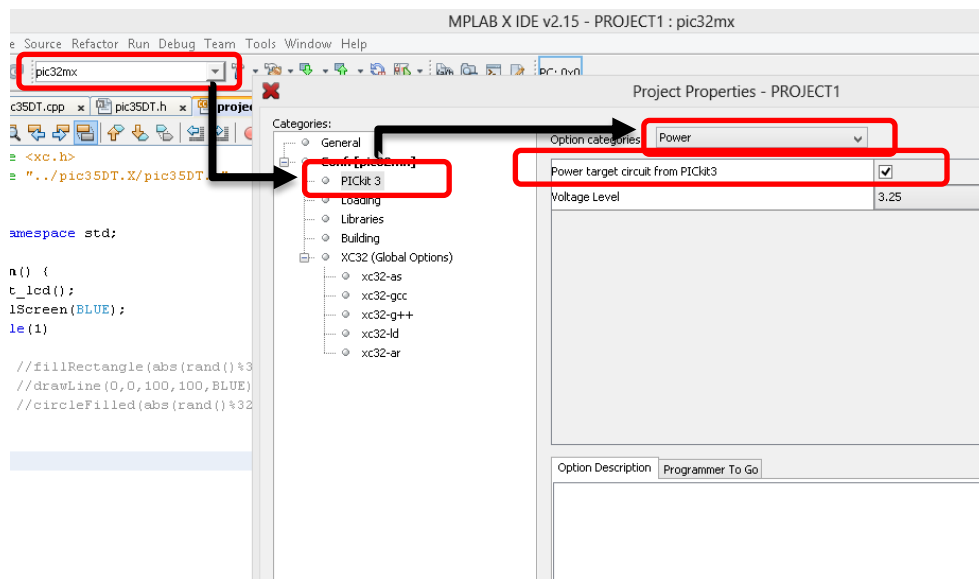 MPLAB X IDE v2.15 - PROJECT1 : pic32mx
e Source Refactor Run Debug Team Tools Window Help
pic32mx
PC: 0x0
c35DT.cpp x pic35DT.h x projec
Project Properties - PROJECT1
e <xc.h>
e "../pic35DT.X/pic35DT.
amespace std;
n() {
t_lcd();
lScreen(BLUE);
le(1)
//fillRectangle(abs(rand()%3
//drawLine(0,0,100,100,BLUE)
//circleFilled(abs(rand()%32
Categories:
General
Conf: [pic32mn]
PICkit 3
Loading
Libraries
Building
XC32 (Global Options)
xc32-as
xc32-gcc
xc32-g++
xc32-ld
xc32-ar
Option categories Power
Power target circuit from PICkit3
Voltage Level 3.25
Option Description Programmer To Go